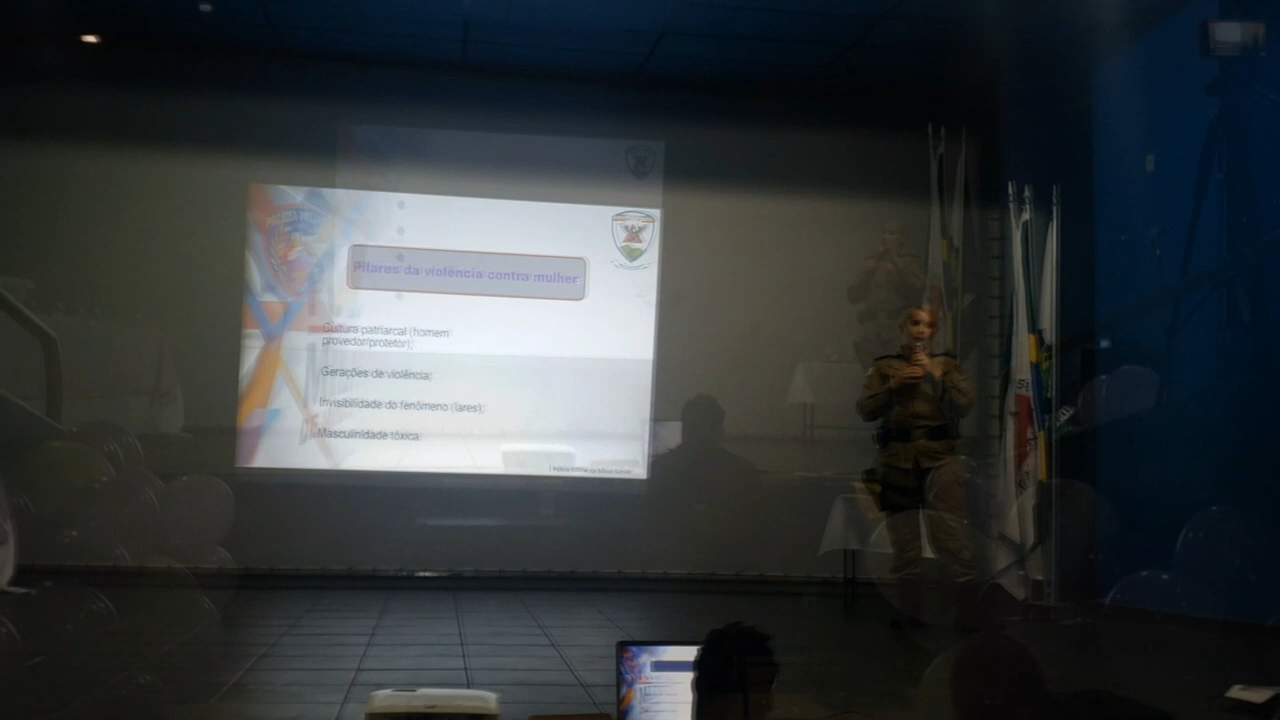 Pilares da violência contra mulher
Cultura patriarcal (homem
provedor/protetor);
Gerações de violência;
Invisibilidade do fenômeno (lares);
Masculinidade tóxica.